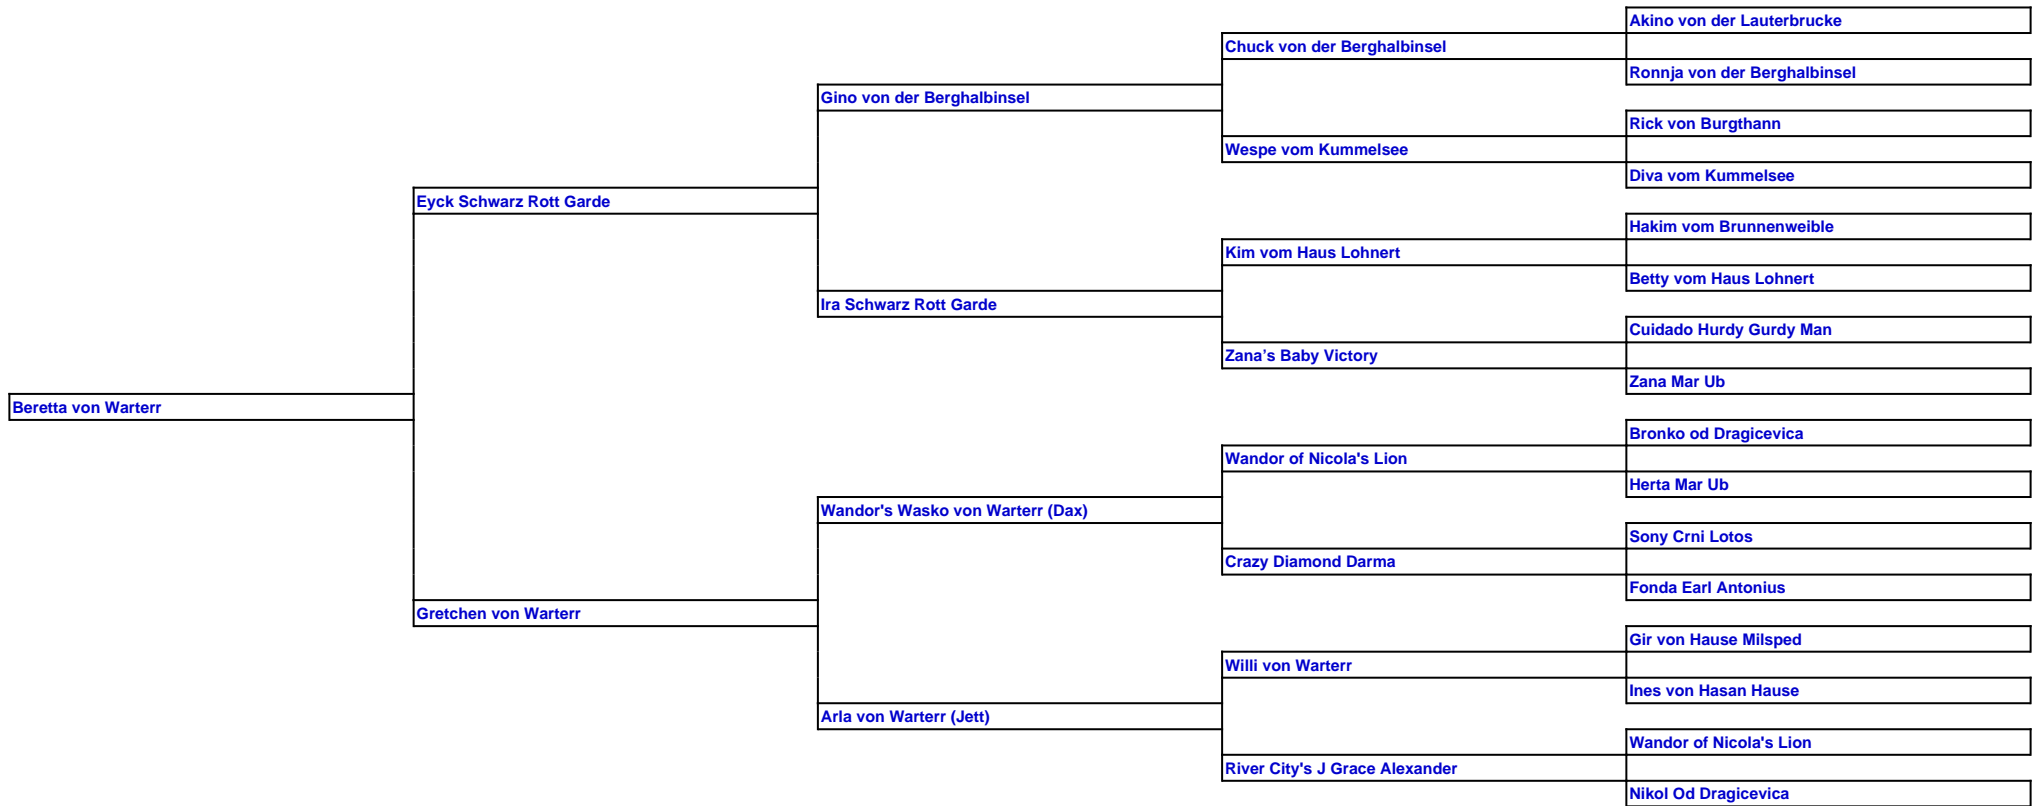 Akino von der Lauterbrucke
Chuck von der Berghalbinsel
Ronnja von der Berghalbinsel
Gino von der Berghalbinsel
Rick von Burgthann
Wespe vom Kummelsee
Diva vom Kummelsee
Eyck Schwarz Rott Garde
Hakim vom Brunnenweible
Kim vom Haus Lohnert
Betty vom Haus Lohnert
Ira Schwarz Rott Garde
Cuidado Hurdy Gurdy Man
Zana’s Baby Victory
Zana Mar Ub
Beretta von Warterr
Bronko od Dragicevica
Wandor of Nicola's Lion
Herta Mar Ub
Wandor's Wasko von Warterr (Dax)
Sony Crni Lotos
Crazy Diamond Darma
Fonda Earl Antonius
Gretchen von Warterr
Gir von Hause Milsped
Willi von Warterr
Ines von Hasan Hause
Arla von Warterr (Jett)
Wandor of Nicola's Lion
River City's J Grace Alexander
Nikol Od Dragicevica